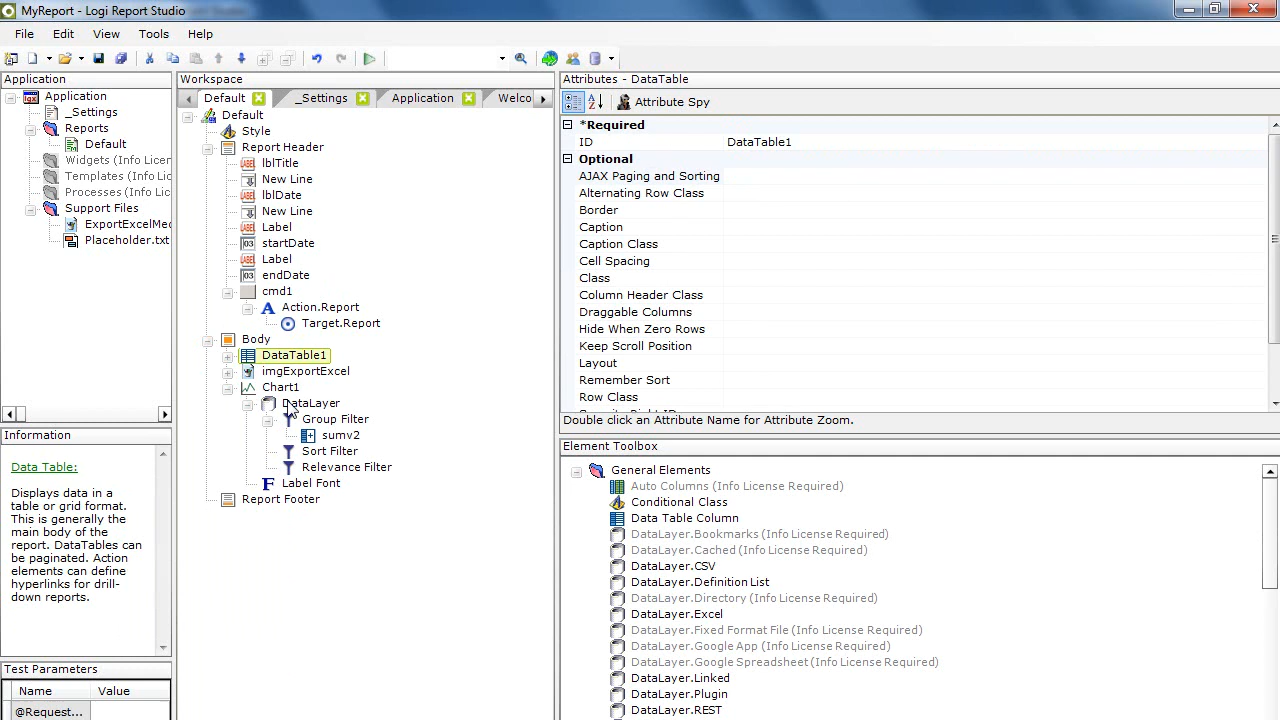 MyReport - Logi Report Studio
File Edit View Tools Help
Application
Application
_Settings
Reports
Default
Widgets (Info Licen
Templates (Info Lic
Processes (Info Lic
Support Files
ExportExcelMed
Placeholder.txt
Information
Data Table:
Displays data in a
table or grid format.
This is generally the
main body of the
report. DataTables can
be paginated. Action
elements can define
hyperlinks for drill-
down reports.
Test Parameters
Name Value
@Request...
Workspace
Default _Settings Application Welco
Default
Style
Report Header
lblTitle
New Line
lblDate
New Line
Label
startDate
Label
endDate
cmd1
Action.Report
Target.Report
Body
DataTable1
imgExportExcel
Chart1
DataLayer
Group Filter
sumv2
Sort Filter
Relevance Filter
Label Font
Report Footer
Attributes - DataTable
Attribute Spy
*Required
ID DataTable1
Optional
AJAX Paging and Sorting
Alternating Row Class
Border
Caption
Caption Class
Cell Spacing
Class
Column Header Class
Draggable Columns
Hide When Zero Rows
Keep Scroll Position
Layout
Remember Sort
Row Class
Double click an Attribute Name for Attribute Zoom.
Element Toolbox
General Elements
Auto Columns (Info License Required)
Conditional Class
Data Table Column
DataLayer.Bookmarks (Info License Required)
DataLayer.Cached (Info License Required)
DataLayer.CSV
DataLayer.Definition List
DataLayer.Directory (Info License Required)
DataLayer.Excel
DataLayer.Fixed Format File (Info License Required)
DataLayer.Google App (Info License Required)
DataLayer.Google Spreadsheet (Info License Required)
DataLayer.Linked
DataLayer.Plugin
DataLayer.REST